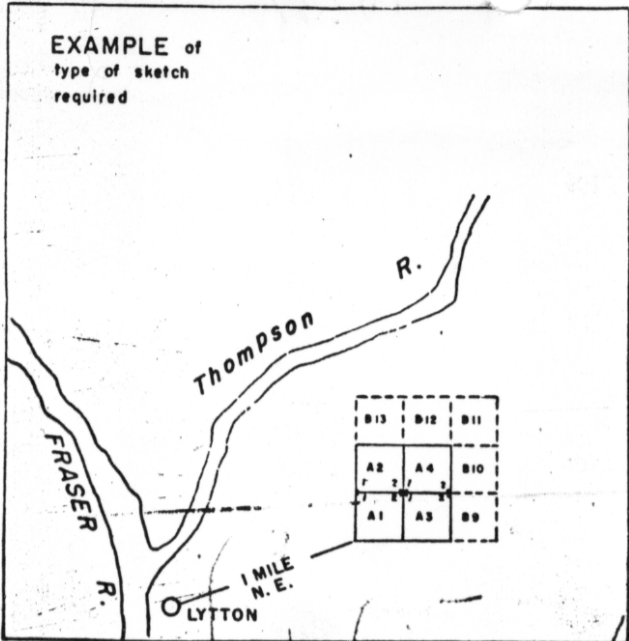 EXAMPLE of
type of sketch
required
Thompson R.
FRASER R.
B13 B12 B11
A2 A4 B10
A1 A3 B9
1 MILE
N. E.
LYTTON